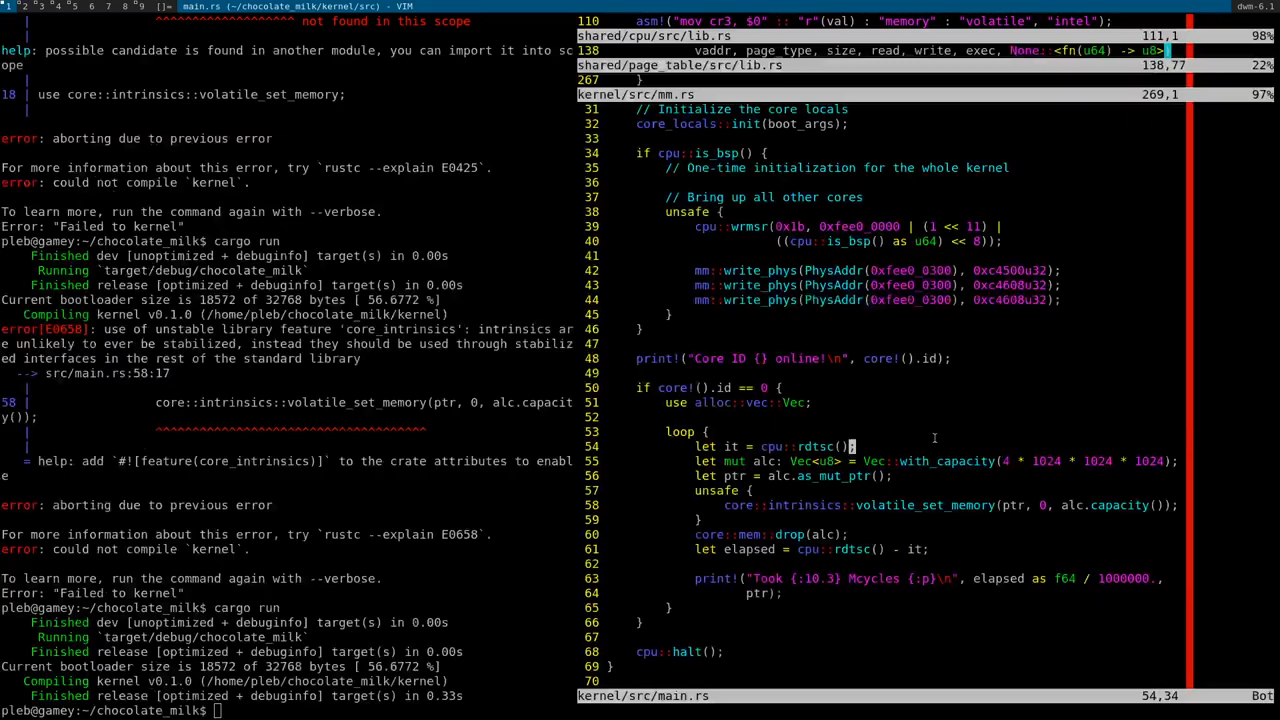 1 2 3 4 5 6 7 8 9 []= main.rs (~/chocolate_milk/kernel/src) - VIM dwm-6.1
^^^^^^^^^^^^^^^^^^^ not found in this scope
|
help: possible candidate is found in another module, you can import it into sc
ope
|
18 | use core::intrinsics::volatile_set_memory;
|
error: aborting due to previous error
For more information about this error, try `rustc --explain E0425`.
error: could not compile `kernel`.
To learn more, run the command again with --verbose.
Error: "Failed to kernel"
pleb@gamey:~/chocolate_milk$ cargo run
Finished dev [unoptimized + debuginfo] target(s) in 0.00s
Running `target/debug/chocolate_milk`
Finished release [optimized + debuginfo] target(s) in 0.00s
Current bootloader size is 18572 of 32768 bytes [ 56.6772 %]
Compiling kernel v0.1.0 (/home/pleb/chocolate_milk/kernel)
error[E0658]: use of unstable library feature 'core_intrinsics': intrinsics ar
e unlikely to ever be stabilized, instead they should be used through stabiliz
ed interfaces in the rest of the standard library
--> src/main.rs:58:17
|
58 | core::intrinsics::volatile_set_memory(ptr, 0, alc.capacit
y());
| ^^^^^^^^^^^^^^^^^^^^^^^^^^^^^^^^^^^^^
|
= help: add `#![feature(core_intrinsics)]` to the crate attributes to enabl
e
error: aborting due to previous error
For more information about this error, try `rustc --explain E0658`.
error: could not compile `kernel`.
To learn more, run the command again with --verbose.
Error: "Failed to kernel"
pleb@gamey:~/chocolate_milk$ cargo run
Finished dev [unoptimized + debuginfo] target(s) in 0.00s
Running `target/debug/chocolate_milk`
Finished release [optimized + debuginfo] target(s) in 0.00s
Current bootloader size is 18572 of 32768 bytes [ 56.6772 %]
Compiling kernel v0.1.0 (/home/pleb/chocolate_milk/kernel)
Finished release [optimized + debuginfo] target(s) in 0.33s
pleb@gamey:~/chocolate_milk$
110 asm!("mov cr3, $0" :: "r"(val) : "memory" : "volatile", "intel");
shared/cpu/src/lib.rs 111,1 98%
138 vaddr, page_type, size, read, write, exec, None::<fn(u64) -> u8>)
shared/page_table/src/lib.rs 138,77 22%
267 }
kernel/src/mm.rs 269,1 97%
31 // Initialize the core locals
32 core_locals::init(boot_args);
33
34 if cpu::is_bsp() {
35 // One-time initialization for the whole kernel
36
37 // Bring up all other cores
38 unsafe {
39 cpu::wrmsr(0x1b, 0xfee0_0000 | (1 << 11) |
40 ((cpu::is_bsp() as u64) << 8));
41
42 mm::write_phys(PhysAddr(0xfee0_0300), 0xc4500u32);
43 mm::write_phys(PhysAddr(0xfee0_0300), 0xc4608u32);
44 mm::write_phys(PhysAddr(0xfee0_0300), 0xc4608u32);
45 }
46 }
47
48 print!("Core ID {} online!\n", core!().id);
49
50 if core!().id == 0 {
51 use alloc::vec::Vec;
52
53 loop {
54 let it = cpu::rdtsc();
55 let mut alc: Vec<u8> = Vec::with_capacity(4 * 1024 * 1024 * 1024);
56 let ptr = alc.as_mut_ptr();
57 unsafe {
58 core::intrinsics::volatile_set_memory(ptr, 0, alc.capacity());
59 }
60 core::mem::drop(alc);
61 let elapsed = cpu::rdtsc() - it;
62
63 print!("Took {:10.3} Mcycles {:p}\n", elapsed as f64 / 1000000.,
64 ptr);
65 }
66 }
67
68 cpu::halt();
69 }
70
kernel/src/main.rs 54,34 Bot